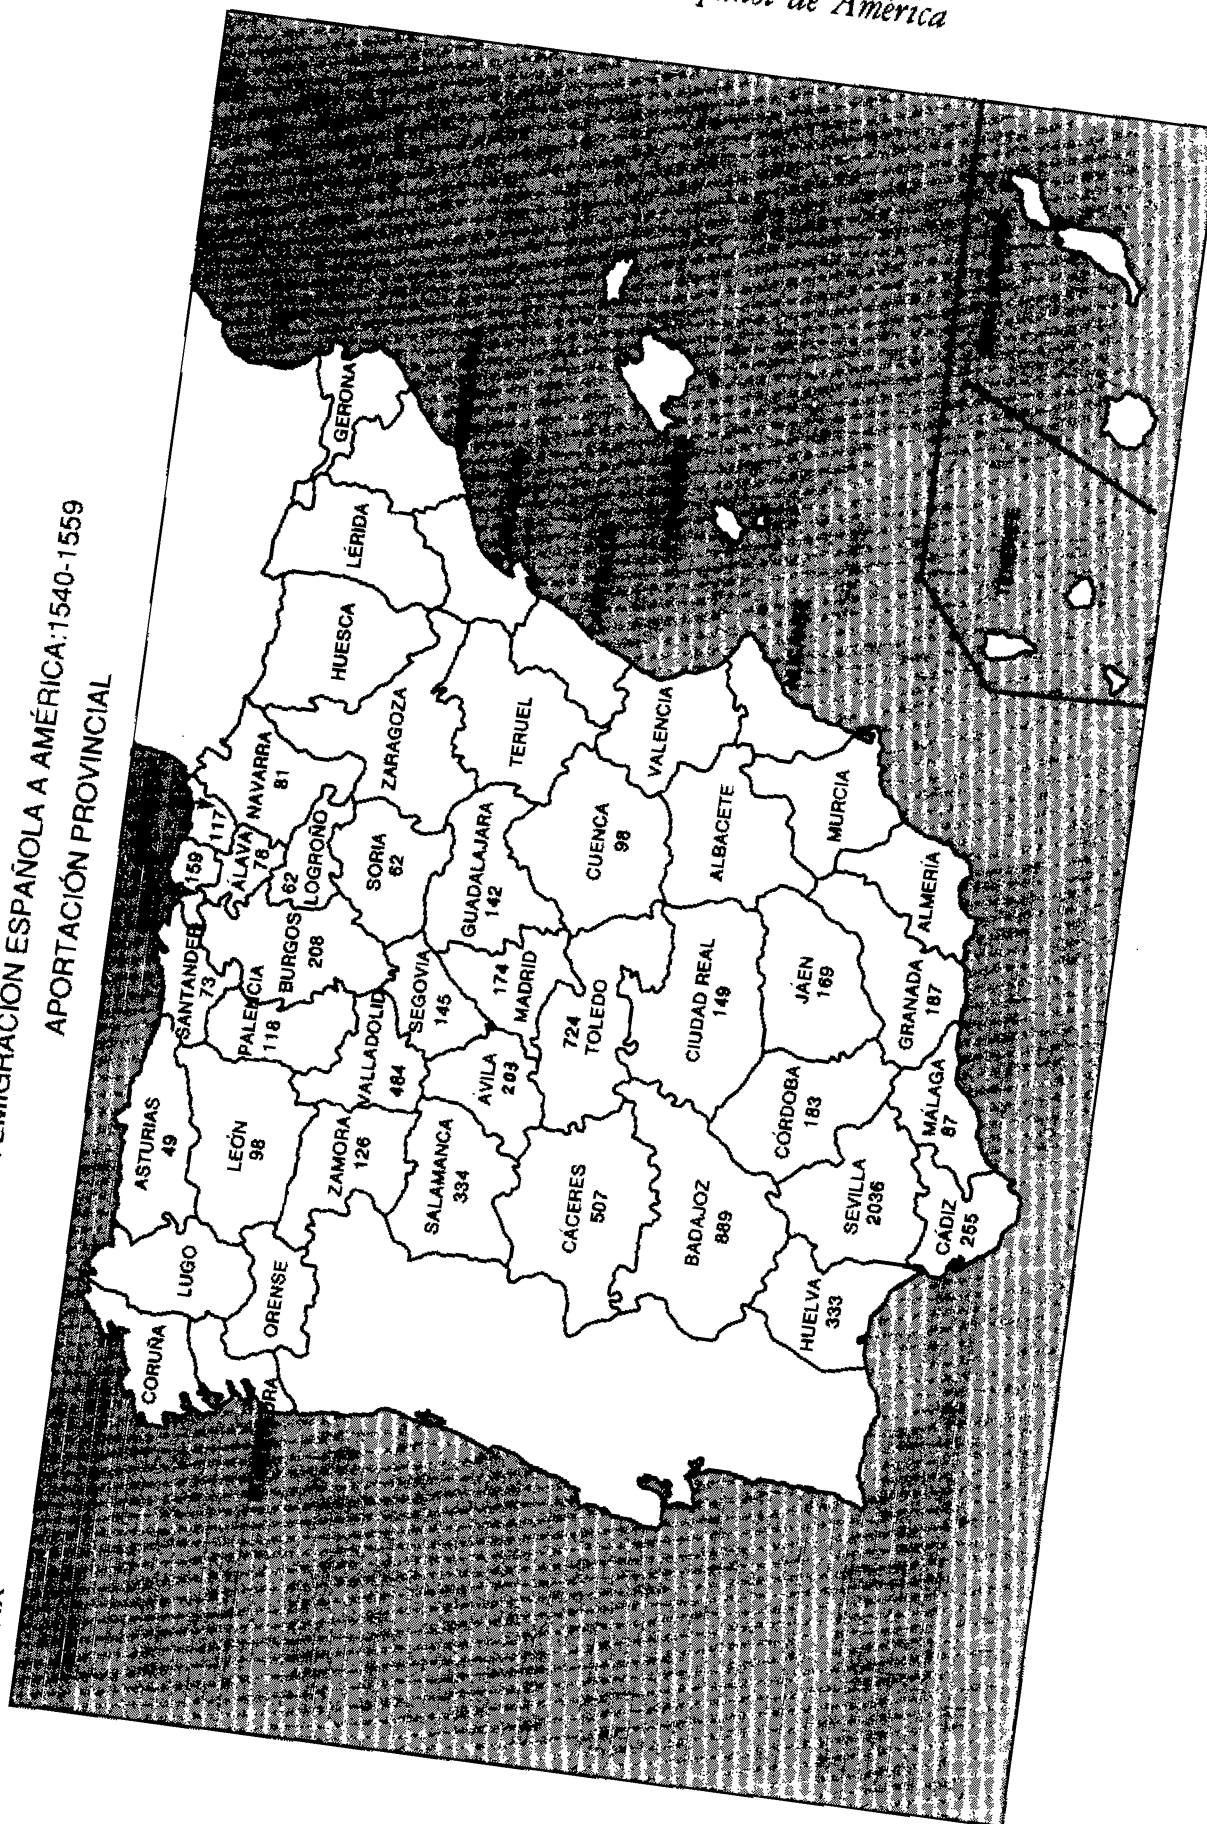 de América
EMIGRACIÓN ESPAÑOLA A AMÉRICA:1540-1559
APORTACIÓN PROVINCIAL
CORUÑA
LUGO
ORENSE
ASTURIAS
49
LEÓN
98
SANTANDER
73
PALENCIA
118
BURGOS
208
159
117
ÁLAVA
NAVARRA
81
62
LOGROÑO
HUESCA
LÉRIDA
GERONA
ZAMORA
126
VALLADOLID
SORIA
62
ZARAGOZA
SALAMANCA
334
ÁVILA
203
SEGOVIA
145
174
MADRID
GUADALAJARA
142
TERUEL
CÁCERES
507
724
TOLEDO
CUENCA
98
VALENCIA
BADAJOZ
889
CIUDAD REAL
149
ALBACETE
HUELVA
333
SEVILLA
2036
CÓRDOBA
183
JAÉN
169
MURCIA
CÁDIZ
MÁLAGA
87
GRANADA
187
ALMERÍA